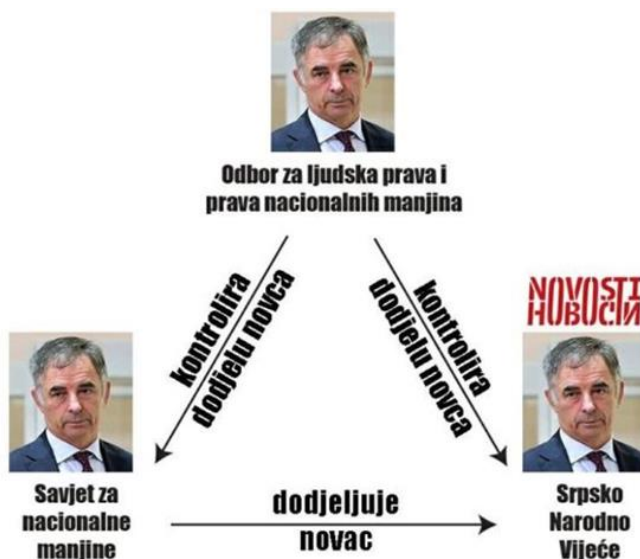 Odbor za ljudska prava i
prava nacionalnih manjina
kontrolira
dodjelu novca
kontrolira
dodjelu novca
NOVOSTI
НОВОСТИ
Savjet za
nacionalne
manjine
dodjeljuje
novac
Srpsko
Narodno
Vijeće